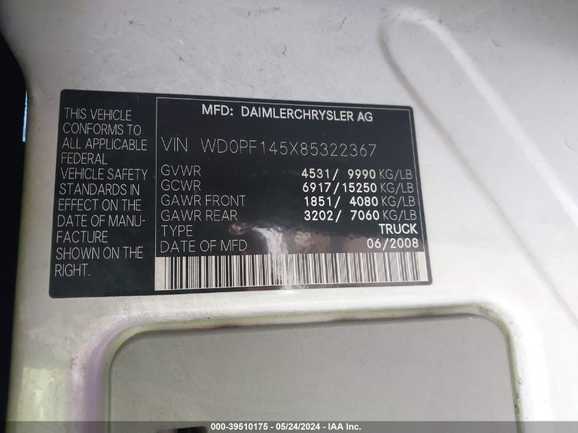 THIS VEHICLE
CONFORMS TO
ALL APPLICABLE
FEDERAL
VEHICLE SAFETY
STANDARDS IN
EFFECT ON THE
DATE OF MANU-
FACTURE
SHOWN ON THE
RIGHT.
MFD: DAIMLERCHRYSLER AG
VIN WD0PF145X85322367
GVWR 4531/ 9990 KG/LB
GCWR 6917/15250 KG/LB
GAWR FRONT 1851/ 4080 KG/LB
GAWR REAR 3202/ 7060 KG/LB
TYPE TRUCK
DATE OF MFD 06/2008
000-39510175 — 05/24/2024 — IAA Inc.